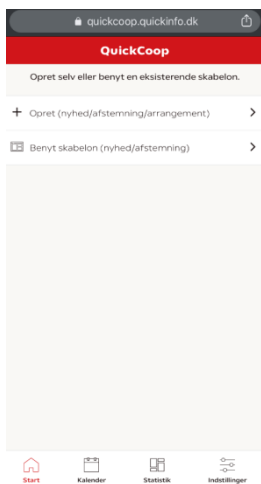 quickcoop.quickinfo.dk
QuickCoop
Opret selv eller benyt en eksisterende skabelon.
Opret (nyhed/afstemning/arrangement)
Benyt skabelon (nyhed/afstemning)
Start Kalender Statistik Indstillinger